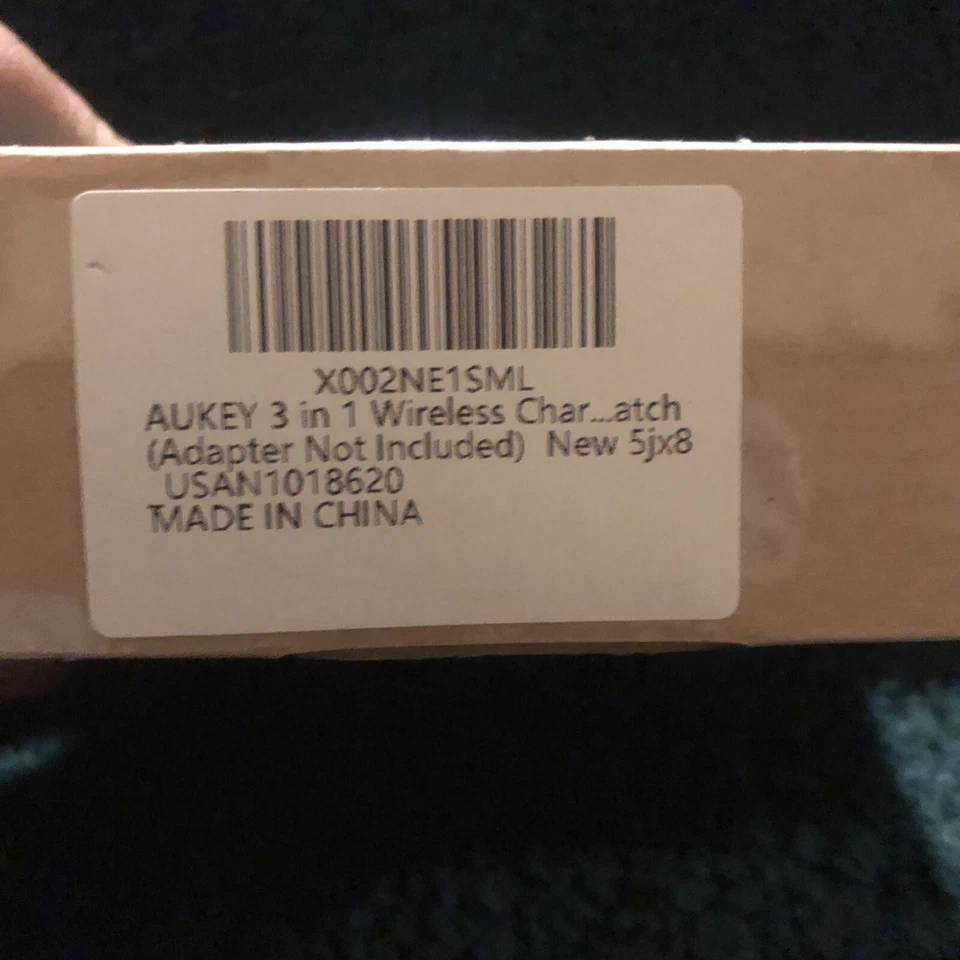 X002NE1SML
AUKEY 3 in 1 Wireless Char...atch
(Adapter Not Included) New 5jx8
USAN1018620
MADE IN CHINA